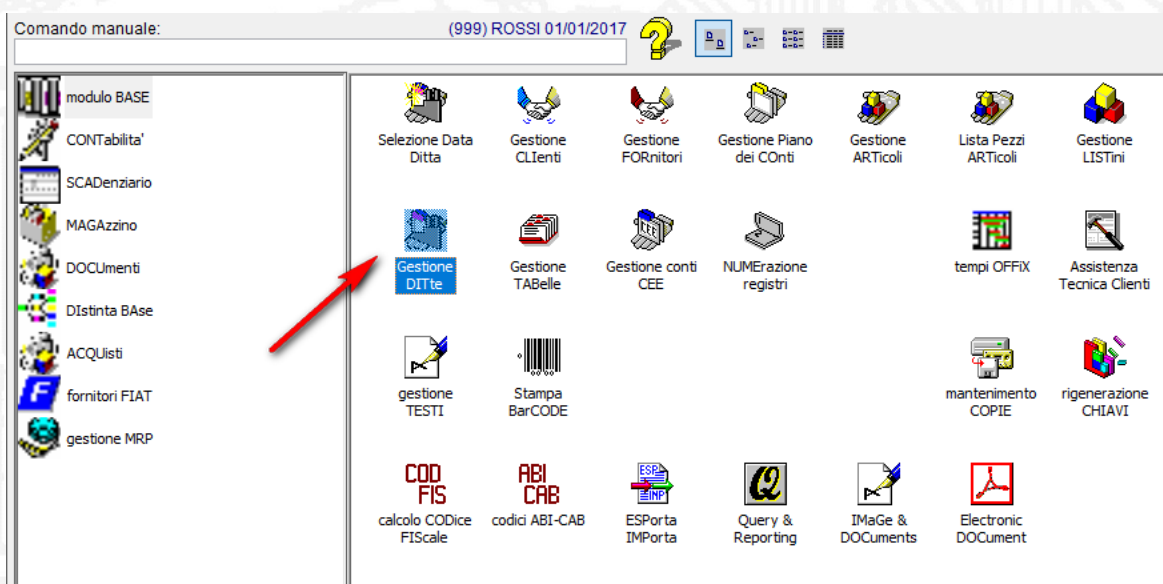 Comando manuale:
(999) ROSSI 01/01/2017
modulo BASE
CONTabilita'
SCADenziario
MAGAzzino
DOCUmenti
DIstinta BAse
ACQUisti
fornitori FIAT
gestione MRP
Selezione Data
Ditta
Gestione
CLIenti
Gestione
FORnitori
Gestione Piano
dei COnti
Gestione
ARTicoli
Lista Pezzi
ARTicoli
Gestione
LISTini
Gestione
DITte
Gestione
TABelle
CEE
Gestione conti
CEE
NUMErazione
registri
tempi OFFiX
Assistenza
Tecnica Clienti
gestione
TESTI
Stampa
BarCODE
mantenimento
COPIE
rigenerazione
CHIAVI
COD
FIS
calcolo CODice
FIScale
ABI
CAB
codici ABI-CAB
ESP
INP
ESPorta
IMPorta
Q
Query &
Reporting
IMaGe &
DOCuments
Electronic
DOCument